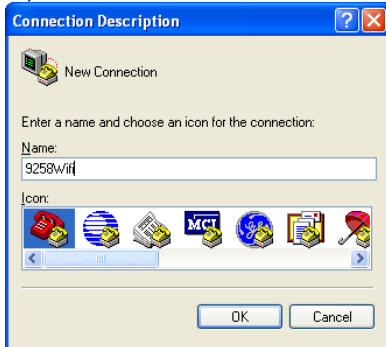 Connection Description
New Connection
Enter a name and choose an icon for the connection:
Name:
9258Wifi
Icon:
MCI
OK
Cancel